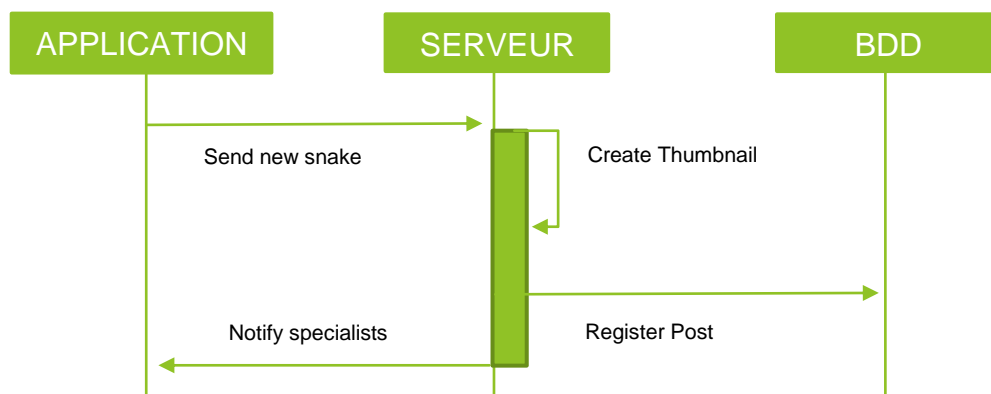 APPLICATION
SERVEUR
BDD
Send new snake
Create Thumbnail
Notify specialists
Register Post